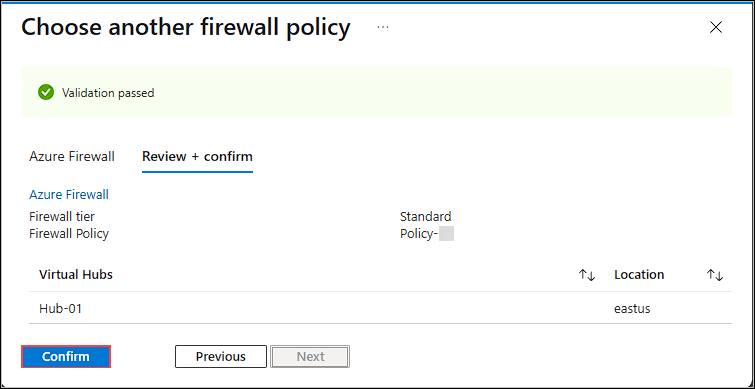 Choose another firewall policy ...
Validation passed
Azure Firewall Review + confirm
Azure Firewall
Firewall tier Standard
Firewall Policy Policy-
Virtual Hubs Location
Hub-01 eastus
Confirm Previous Next